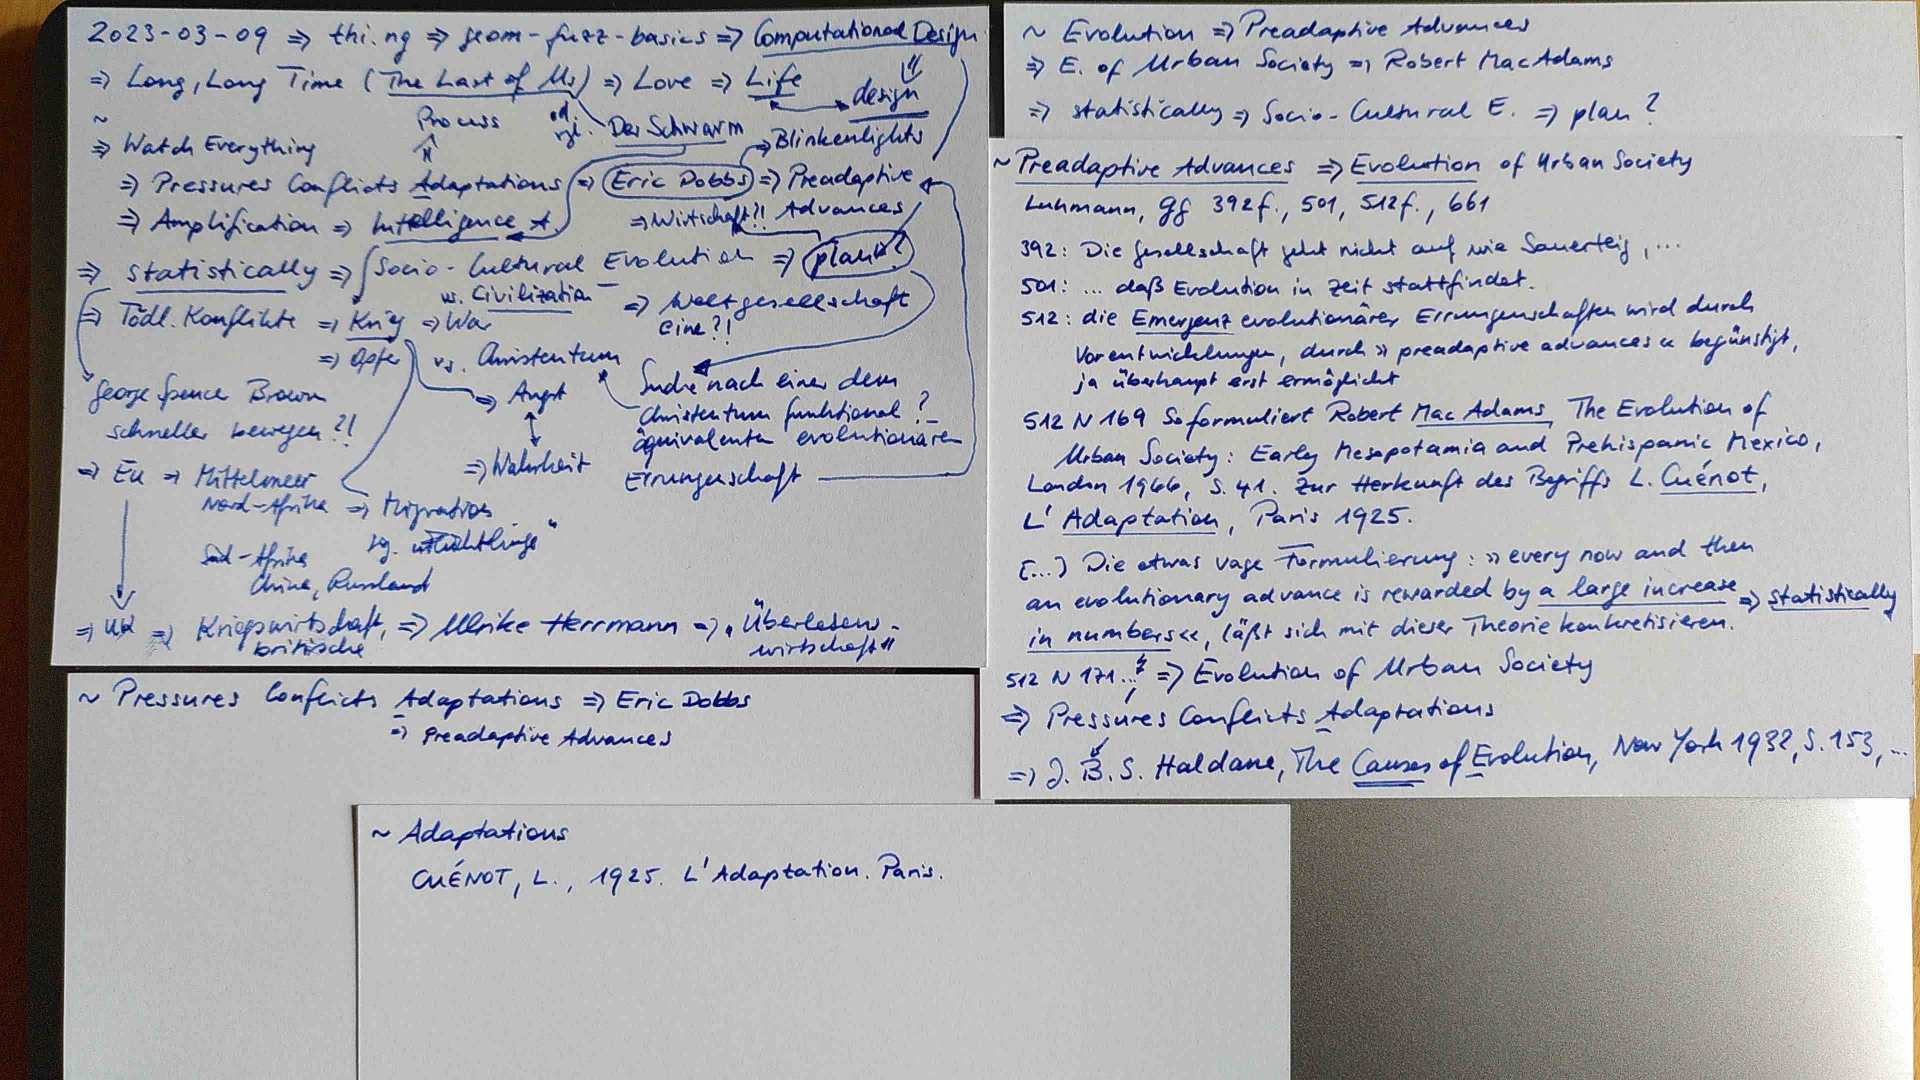 2023-03-09 ⇒ thi.ng ⇒ geom-fuzz-basics ⇒ Computational Design
⇒ Long, Long Time (The Last of Us) ⇒ Love ⇒ Life
design
~
Process
vgl. Der Schwarm
⇒ Blinkenlights
⇒ Watch Everything
⇒ Pressures Conflicts Adaptations ⇒ Eric Dobbs ⇒ Preadaptive
Advances
⇒ Wirtschaft?!
⇒ Amplification ⇒ Intelligence A.
⇒ statistically ⇒ Socio-Cultural Evolution ⇒ plan?
vs. Civilization
⇒ Weltgesellschaft
eine?!
⇒ Tödl. Konflikte ⇒ Krieg ⇒ War
⇒ Opfer vs. Christentum
⇒ Angst
⇒ Wahrheit
Suche nach einer dem
Christentum funktional?
äquivalenten evolutionären
Errungenschaft
George Spencer Brown
schneller bewegen?!
⇒ EU ⇒ Mittelmeer
Nord-Afrika ⇒ Migration
Süd-Afrika
China, Russland
⇒ UK ⇒ Kriegswirtschaft, ⇒ Ulrike Herrmann ⇒ „Überlebens-
britische
wirtschaft"
~ Pressures Conflicts Adaptations ⇒ Eric Dobbs
⇒ Preadaptive Advances
~ Adaptations
CUÉNOT, L., 1925. L'Adaptation. Paris.
~ Evolution ⇒ Preadaptive Advances
⇒ E. of Urban Society ⇒ Robert MacAdams
⇒ statistically ⇒ Socio-Cultural E. ⇒ plan?
~ Preadaptive Advances ⇒ Evolution of Urban Society
Luhmann, gg 392f., 501, 512f., 661
392: Die Gesellschaft geht nicht auf wie Sauerteig, ...
501: ... daß Evolution in Zeit stattfindet.
512: die Emergenz evolutionärer Errungenschaften wird durch
Vorentwicklungen, durch »preadaptive advances« begünstigt,
ja überhaupt erst ermöglicht
512 N 169 So formuliert Robert Mac Adams, The Evolution of
Urban Society: Early Mesopotamia and Prehispanic Mexico,
London 1966, S. 41. Zur Herkunft des Begriffs L. Cuénot,
L'Adaptation, Paris 1925.
[...] Die etwas vage Formulierung: »every now and then
an evolutionary advance is rewarded by a large increase ⇒ statistically
in numbers«, läßt sich mit dieser Theorie konkretisieren.
512 N 171...; ⇒ Evolution of Urban Society
⇒ Pressures Conflicts Adaptations
⇒ J. B. S. Haldane, The Causes of Evolution, New York 1932, S. 153, ...